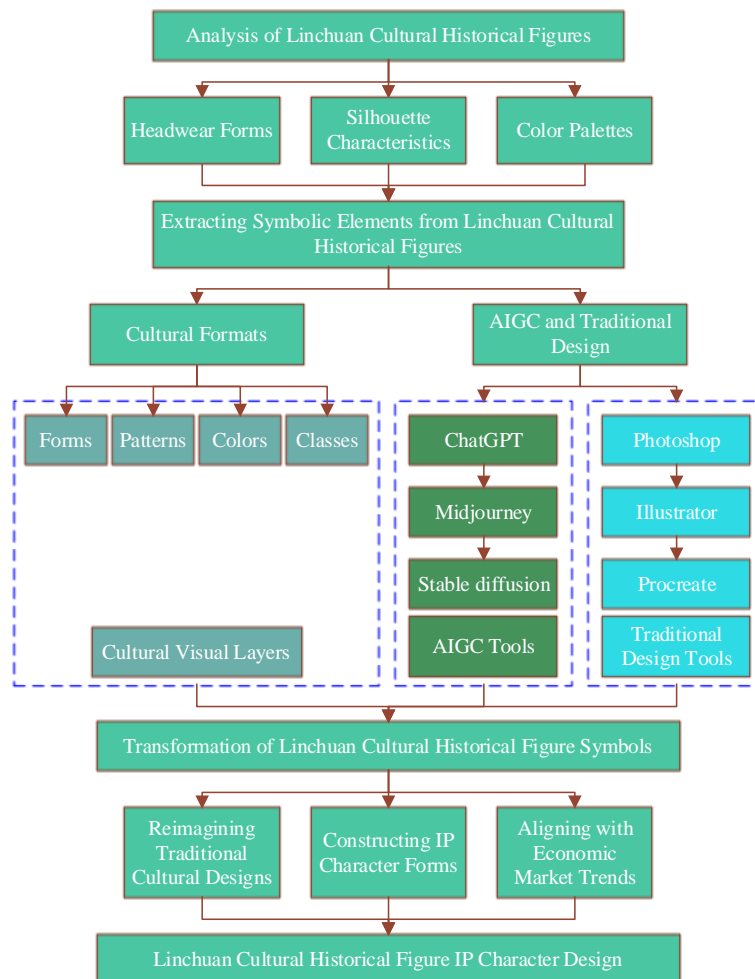 Analysis of Linchuan Cultural Historical Figures
Headwear Forms
Silhouette
Characteristics
Color Palettes
Extracting Symbolic Elements from Linchuan Cultural
Historical Figures
Cultural Formats
AIGC and Traditional
Design
Forms
Patterns
Colors
Classes
Cultural Visual Layers
ChatGPT
Midjourney
Stable diffusion
AIGC Tools
Photoshop
Illustrator
Procreate
Traditional
Design Tools
Transformation of Linchuan Cultural Historical Figure Symbols
Reimagining
Traditional
Cultural Designs
Constructing IP
Character Forms
Aligning with
Economic
Market Trends
Linchuan Cultural Historical Figure IP Character Design